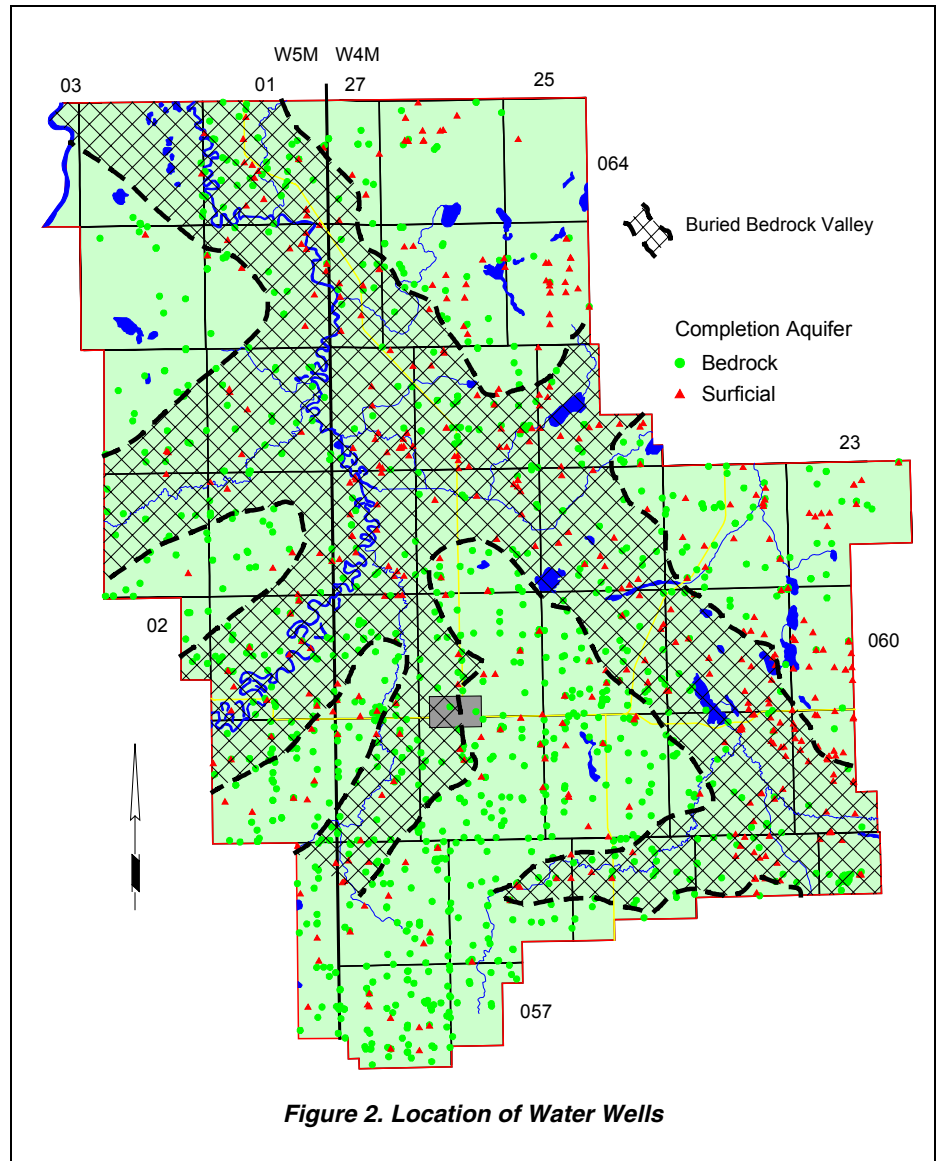 W5M W4M
03 01 27 25
064
Buried Bedrock Valley
Completion Aquifer
Bedrock
Surficial
23
02
060
057
Figure 2. Location of Water Wells